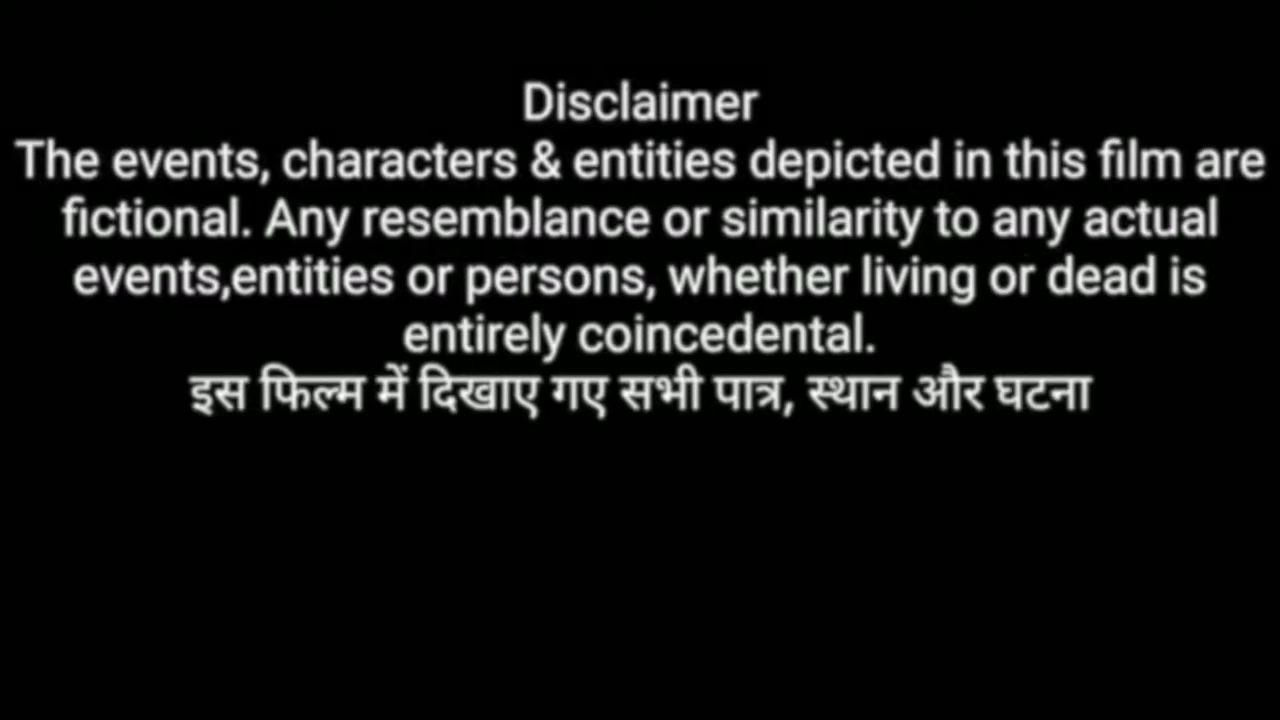 Disclaimer
The events, characters & entities depicted in this film are
fictional. Any resemblance or similarity to any actual
events,entities or persons, whether living or dead is
entirely coincedental.
इस फिल्म में दिखाए गए सभी पात्र, स्थान और घटना